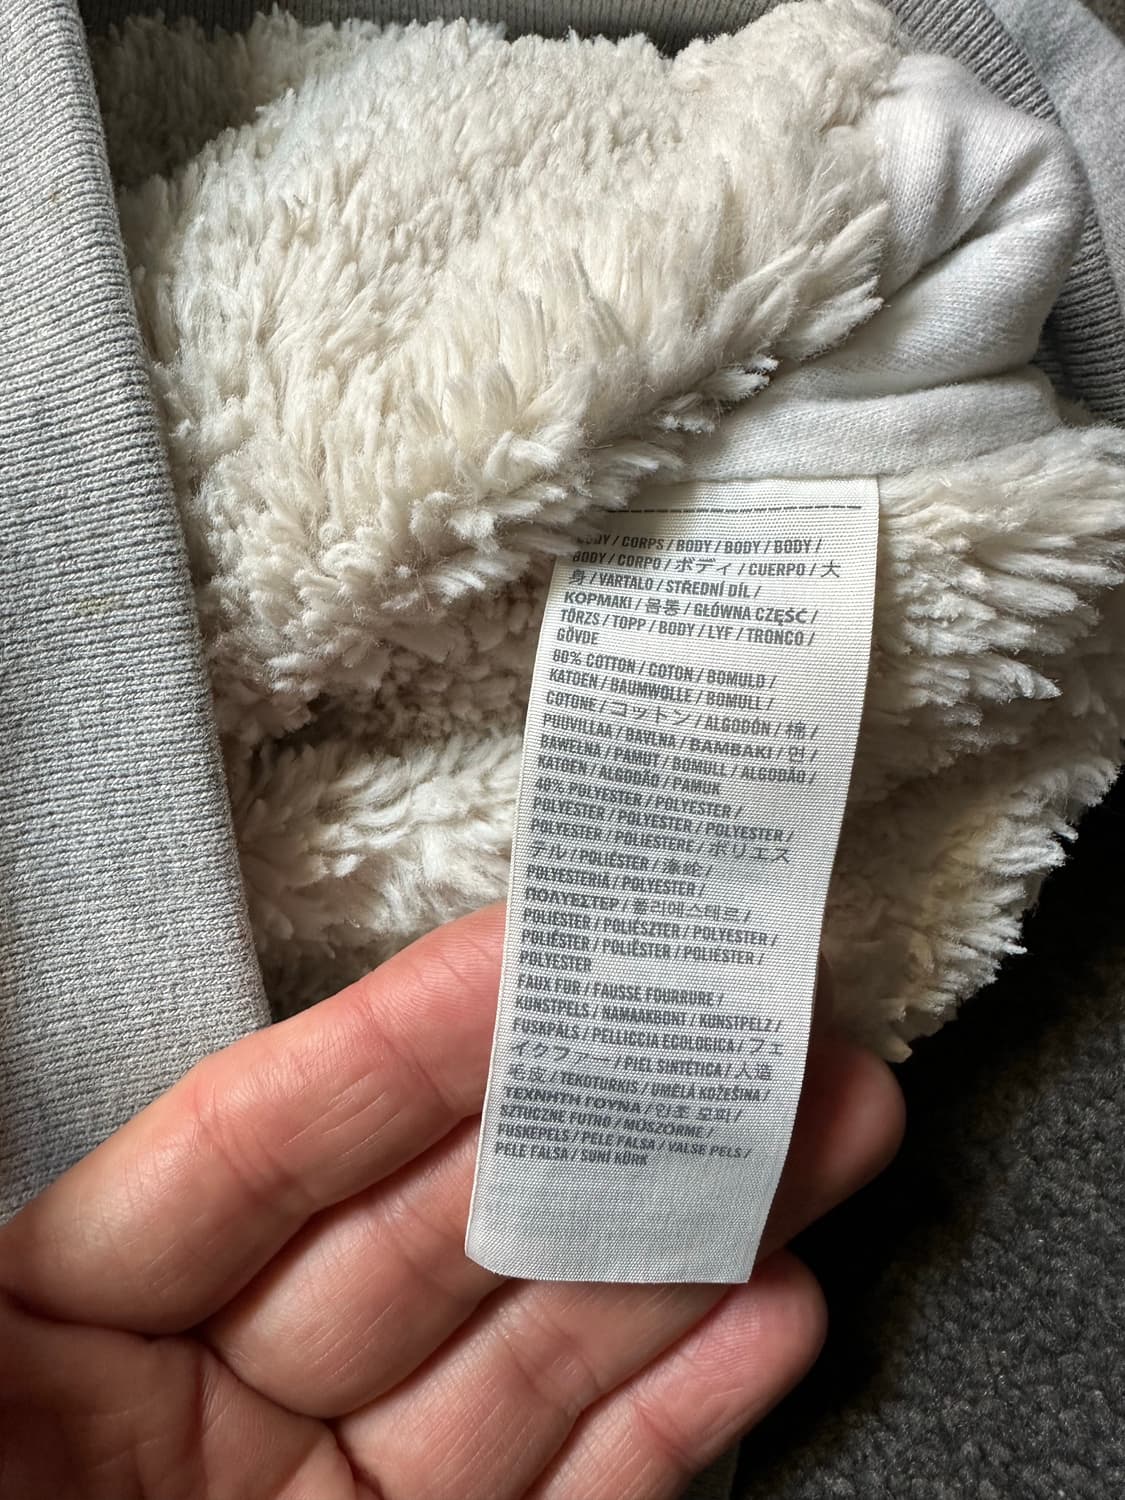 BODY / CORPS / BODY / BODY / BODY /
BODY / CORPO / ボディ / CUERPO / 大
身 / VARTALO / STŘEDNÍ DÍL /
ΚΟΡΜΑΚΙ / 몸통 / GŁÓWNA CZĘŚĆ /
TÖRZS / TOPP / BODY / LYF / TRONCO /
GÖVDE
60% COTTON / COTON / BOMULD /
KATOEN / BAUMWOLLE / BOMULL /
COTONE / コットン / ALGODÓN / 棉 /
PUUVILLAA / BAVLNA / ΒΑΜΒΑΚΙ / 면 /
BAWEŁNA / PAMUT / BOMULL / ALGODÃO /
KATOEN / ALGODÃO / PAMUK
40% POLYESTER / POLYESTER /
POLYESTER / POLYESTER / POLYESTER /
POLYESTER / POLIESTERE / ポリエス
テル / POLIÉSTER / 滌綸 /
POLYESTERIÄ / POLYESTER /
ΠΟΛΥΕΣΤΕΡ / 폴리에스테르 /
POLIESTER / POLIÉSZTER / POLYESTER /
POLIÉSTER / POLIÉSTER / POLIÉSTER /
POLYESTER
FAUX FUR / FAUSSE FOURRURE /
KUNSTPELS / NAMAAKBONT / KUNSTPELZ /
FUSKPÄLS / PELLICCIA ECOLOGICA / フェ
イクファー / PIEL SINTÉTICA / 人造
毛皮 / TEKOTURKIS / UMĚLÁ KOŽEŠINA /
ΤΕΧΝΗΤΗ ΓΟΥΝΑ / 인조 모피 /
SZTUCZNE FUTRO / MŰSZŐRME /
FUSKEPELS / PELE FALSA / VALSE PELS /
PELE FALSA / SUNİ KÜRK